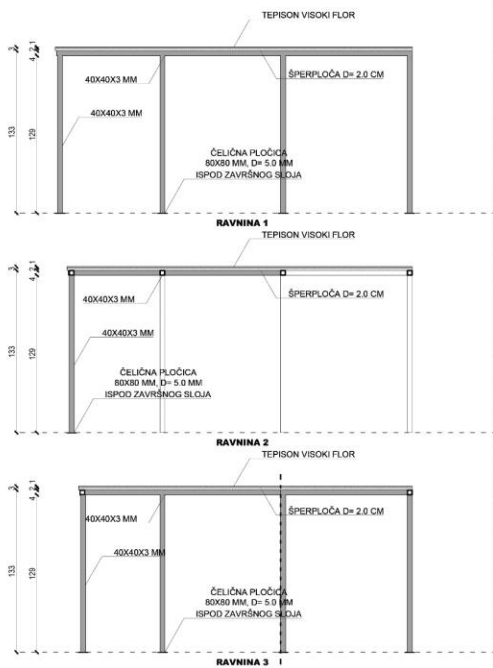 TEPISON VISOKI FLOR
3
4 2 1
40X40X3 MM
ŠPERPLOČA D= 2.0 CM
40X40X3 MM
133
129
ČELIČNA PLOČICA
80X80 MM, D= 5.0 MM
ISPOD ZAVRŠNOG SLOJA
RAVNINA 1
TEPISON VISOKI FLOR
3
4 2 1
40X40X3 MM
ŠPERPLOČA D= 2.0 CM
40X40X3 MM
133
129
ČELIČNA PLOČICA
80X80 MM, D= 5.0 MM
ISPOD ZAVRŠNOG SLOJA
RAVNINA 2
TEPISON VISOKI FLOR
3
4 2 1
40X40X3 MM
ŠPERPLOČA D= 2.0 CM
40X40X3 MM
133
129
ČELIČNA PLOČICA
80X80 MM, D= 5.0 MM
ISPOD ZAVRŠNOG SLOJA
RAVNINA 3